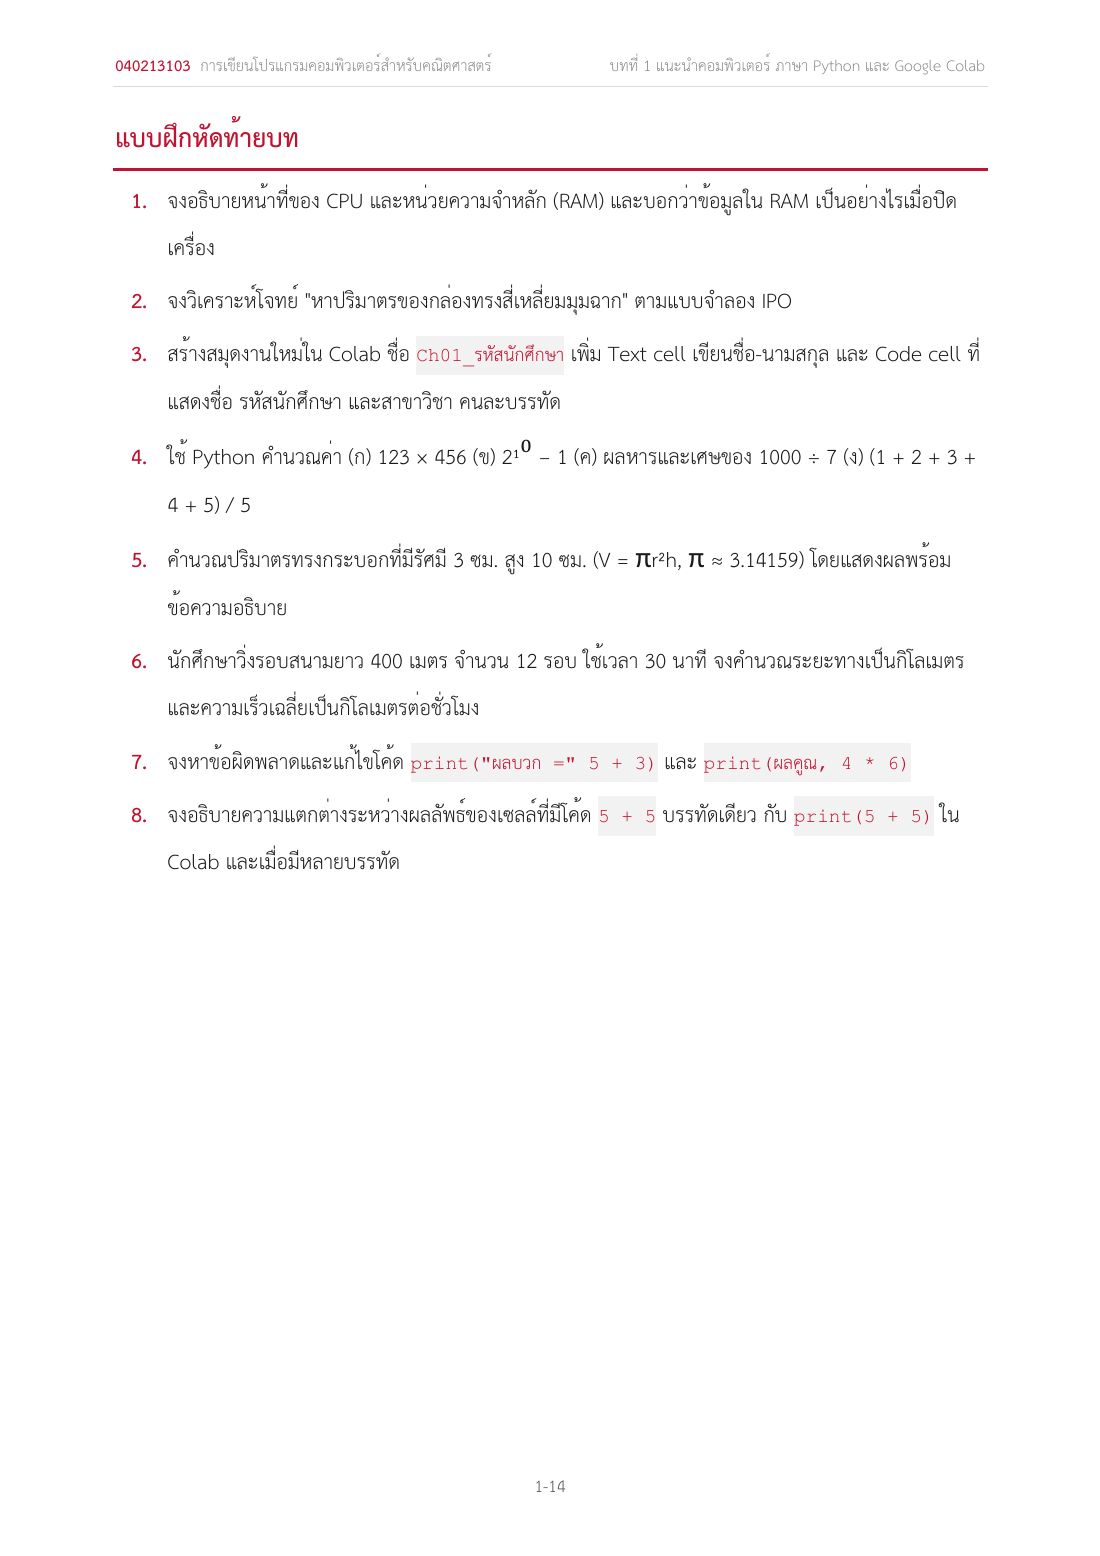 040213103 การเขียนโปรแกรมคอมพิวเตอร์สำหรับคณิตศาสตร์ บทที่ 1 แนะนำคอมพิวเตอร์ ภาษา Python และ Google Colab
แบบฝึกหัดท้ายบท
1. จงอธิบายหน้าที่ของ CPU และหน่วยความจำหลัก (RAM) และบอกว่าข้อมูลใน RAM เป็นอย่างไรเมื่อปิด
เครื่อง
2. จงวิเคราะห์โจทย์ "หาปริมาตรของกล่องทรงสี่เหลี่ยมมุมฉาก" ตามแบบจำลอง IPO
3. สร้างสมุดงานใหม่ใน Colab ชื่อ Ch01_รหัสนักศึกษา เพิ่ม Text cell เขียนชื่อ-นามสกุล และ Code cell ที่
แสดงชื่อ รหัสนักศึกษา และสาขาวิชา คนละบรรทัด
4. ใช้ Python คำนวณค่า (ก) 123 × 456 (ข) 2¹⁰ – 1 (ค) ผลหารและเศษของ 1000 ÷ 7 (ง) (1 + 2 + 3 +
4 + 5) / 5
5. คำนวณปริมาตรทรงกระบอกที่มีรัศมี 3 ซม. สูง 10 ซม. (V = πr²h, π ≈ 3.14159) โดยแสดงผลพร้อม
ข้อความอธิบาย
6. นักศึกษาวิ่งรอบสนามยาว 400 เมตร จำนวน 12 รอบ ใช้เวลา 30 นาที จงคำนวณระยะทางเป็นกิโลเมตร
และความเร็วเฉลี่ยเป็นกิโลเมตรต่อชั่วโมง
7. จงหาข้อผิดพลาดและแก้ไขโค้ด print("ผลบวก =" 5 + 3) และ print(ผลคูณ, 4 * 6)
8. จงอธิบายความแตกต่างระหว่างผลลัพธ์ของเซลล์ที่มีโค้ด 5 + 5 บรรทัดเดียว กับ print(5 + 5) ใน
Colab และเมื่อมีหลายบรรทัด
1-14